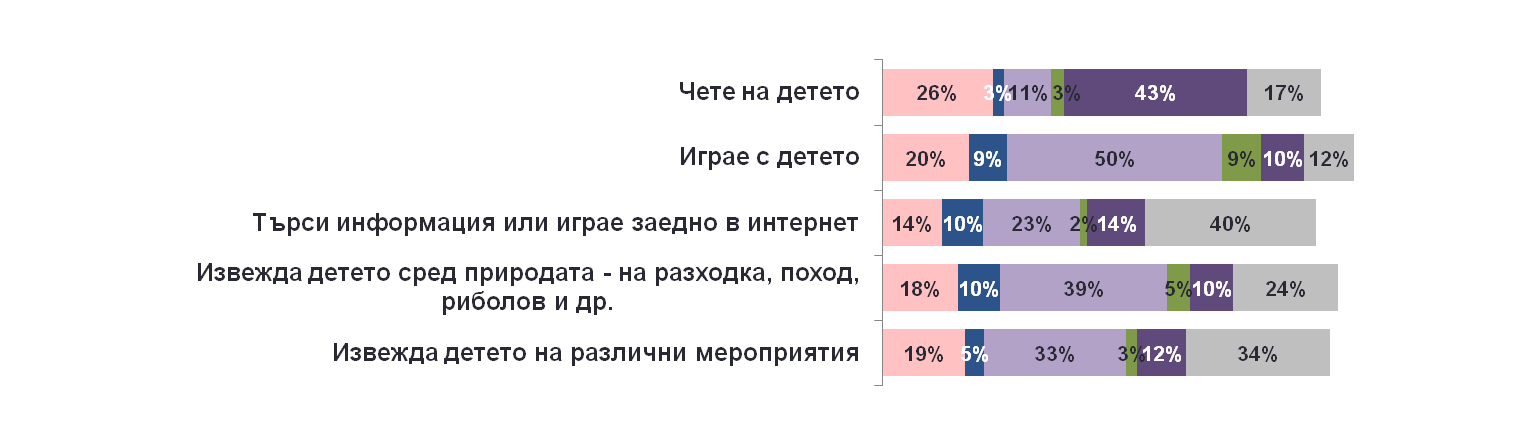 Чете на детето 26% 3% 11% 3% 43% 17%
Играе с детето 20% 9% 50% 9% 10% 12%
Търси информация или играе заедно в интернет 14% 10% 23% 2% 14% 40%
Извежда детето сред природата - на разходка, поход,
риболов и др. 18% 10% 39% 5% 10% 24%
Извежда детето на различни мероприятия 19% 5% 33% 3% 12% 34%